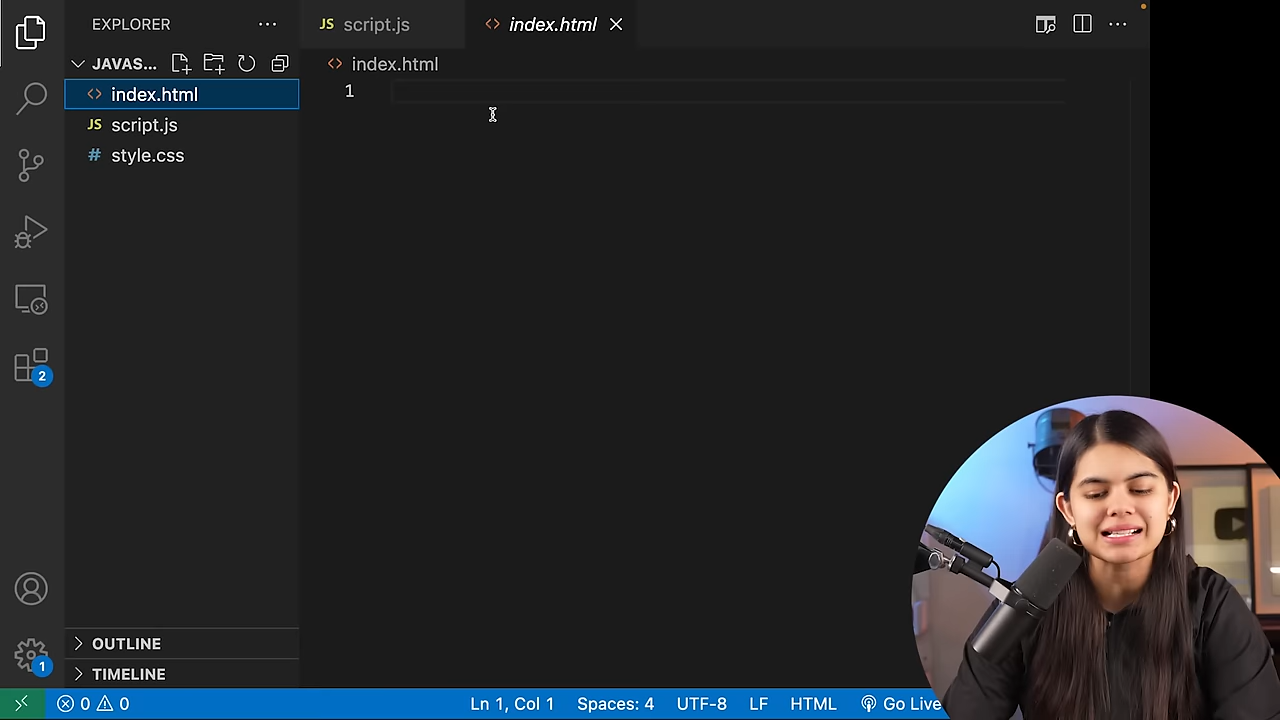 EXPLORER
JS script.js
<> index.html
JAVAS...
<> index.html
1
<> index.html
JS script.js
# style.css
2
1
OUTLINE
TIMELINE
0 0
Ln 1, Col 1
Spaces: 4
UTF-8
LF
HTML
Go Live